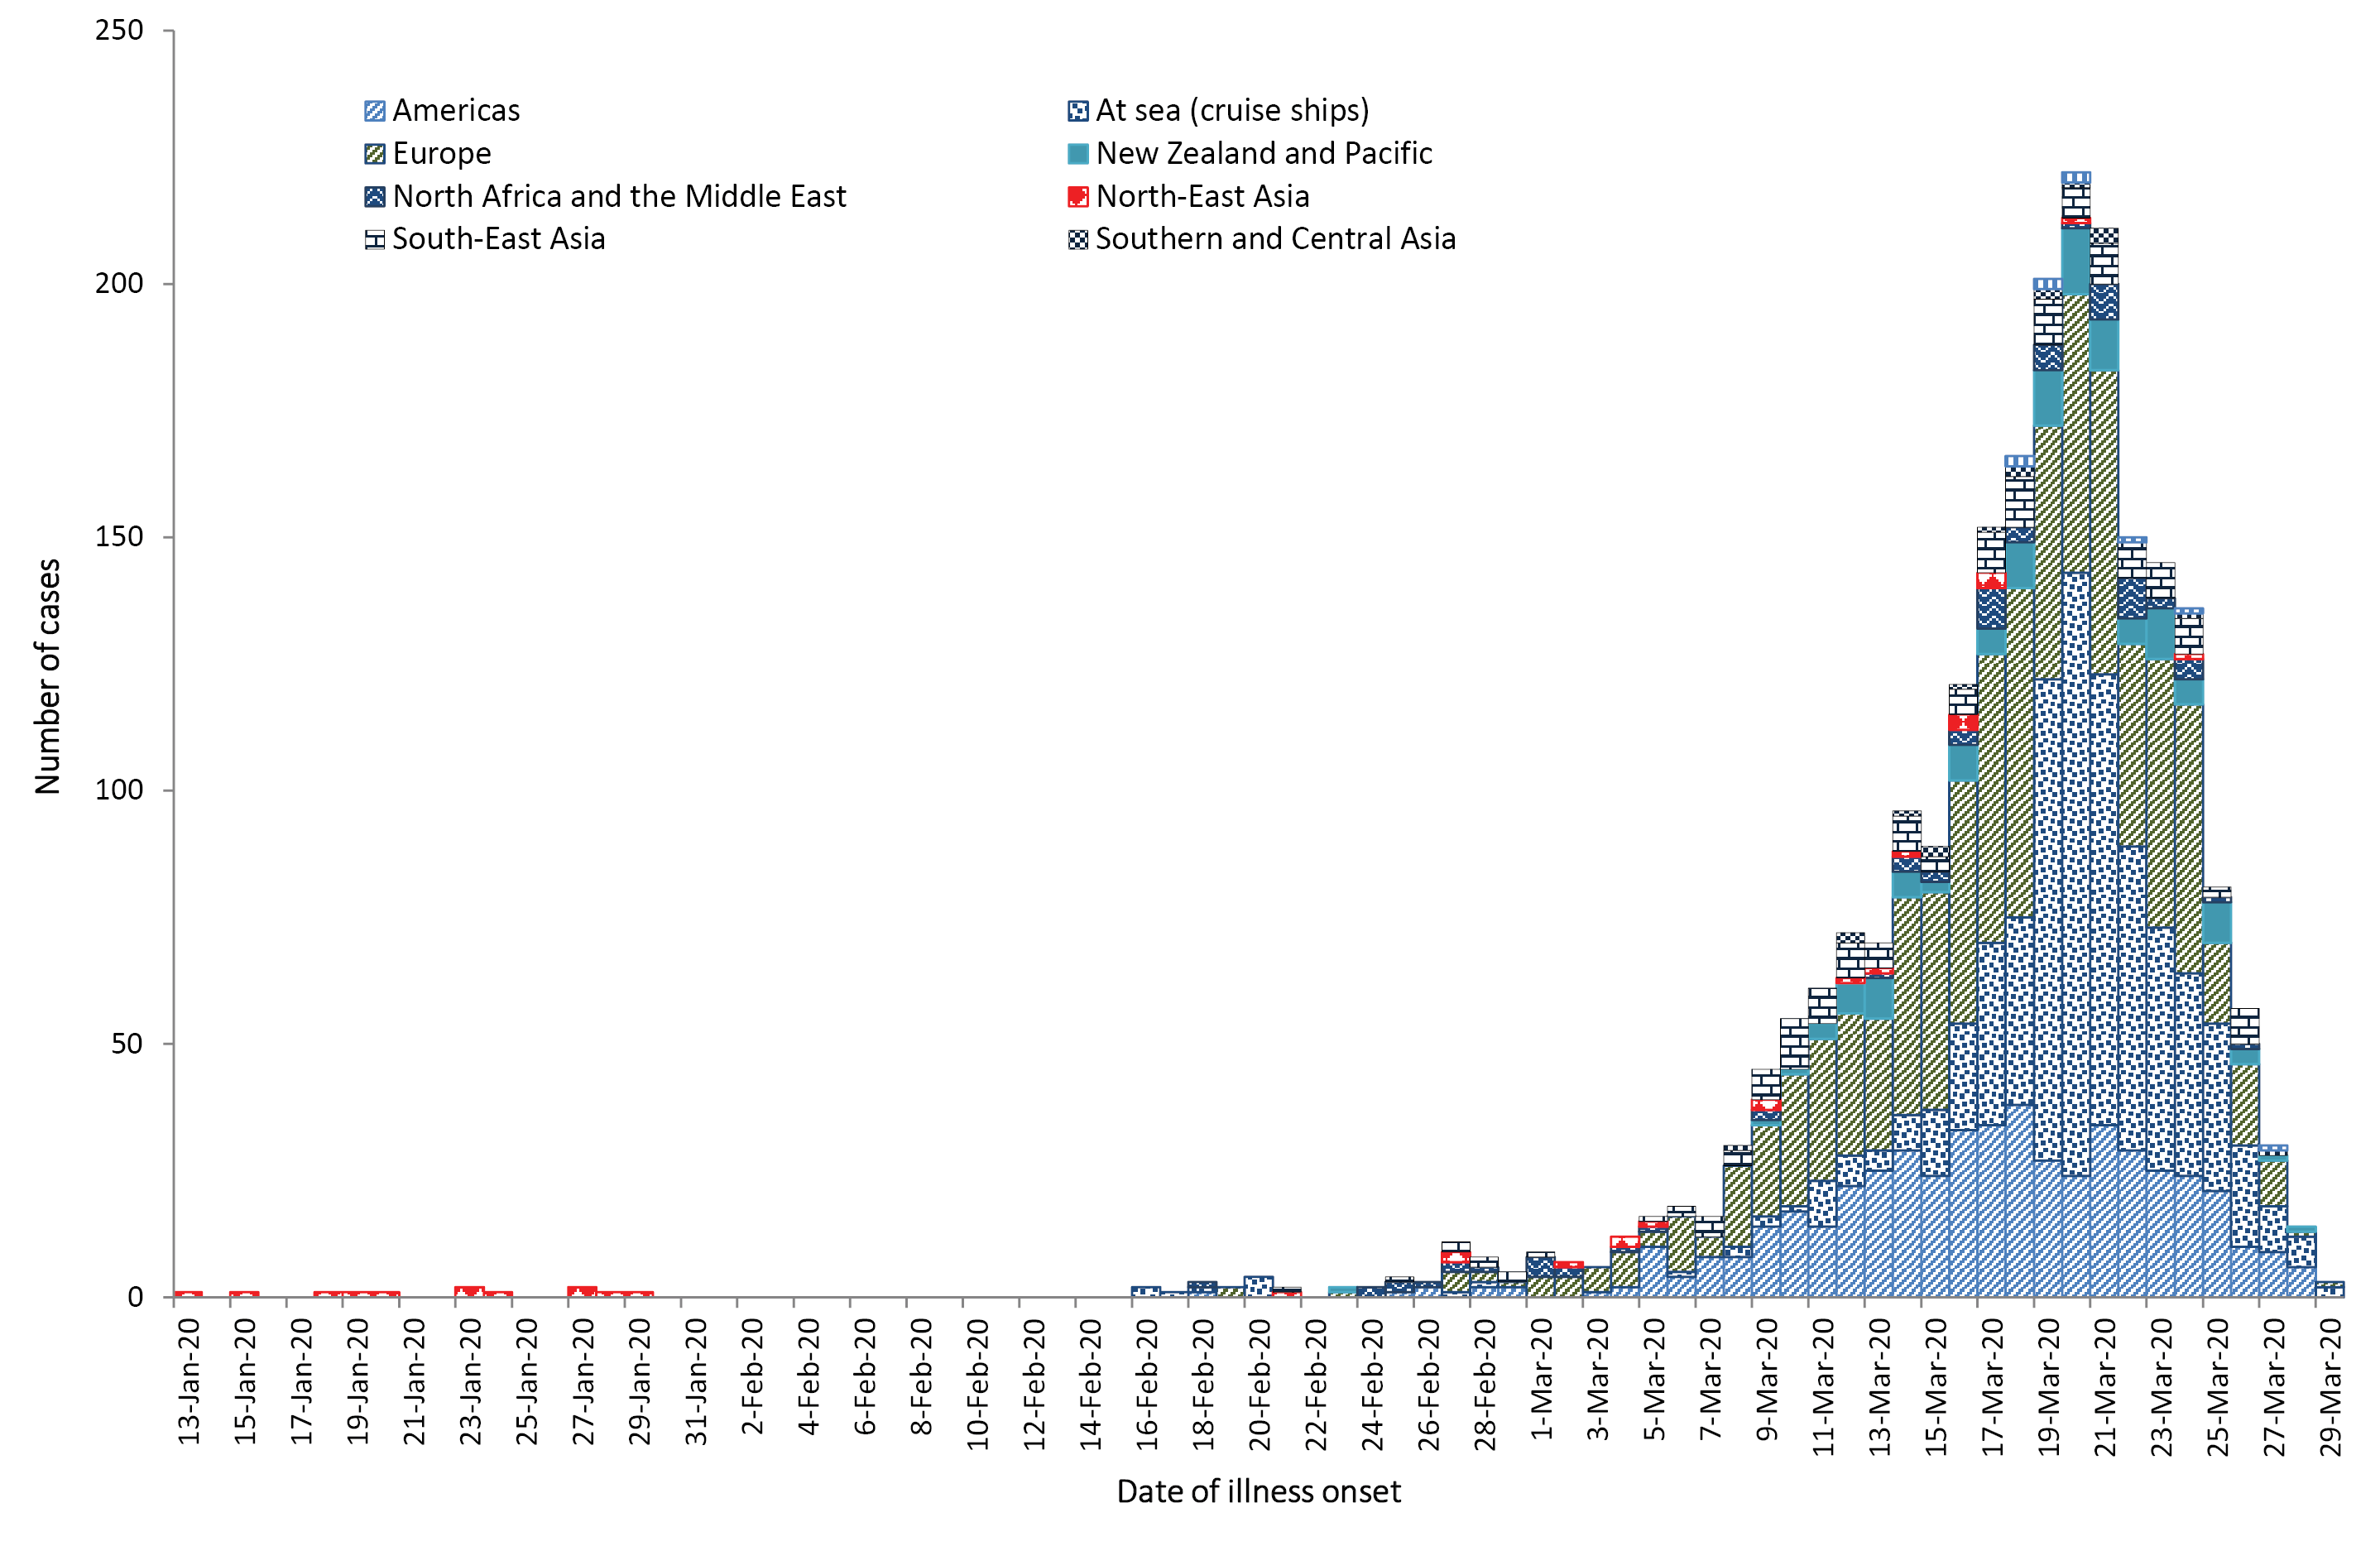 250
200
150
100
50
0
Number of cases
Americas
At sea (cruise ships)
Europe
New Zealand and Pacific
North Africa and the Middle East
North-East Asia
South-East Asia
Southern and Central Asia
13-Jan-20
15-Jan-20
17-Jan-20
19-Jan-20
21-Jan-20
23-Jan-20
25-Jan-20
27-Jan-20
29-Jan-20
31-Jan-20
2-Feb-20
4-Feb-20
6-Feb-20
8-Feb-20
10-Feb-20
12-Feb-20
14-Feb-20
16-Feb-20
18-Feb-20
20-Feb-20
22-Feb-20
24-Feb-20
26-Feb-20
28-Feb-20
1-Mar-20
3-Mar-20
5-Mar-20
7-Mar-20
9-Mar-20
11-Mar-20
13-Mar-20
15-Mar-20
17-Mar-20
19-Mar-20
21-Mar-20
23-Mar-20
25-Mar-20
27-Mar-20
29-Mar-20
Date of illness onset